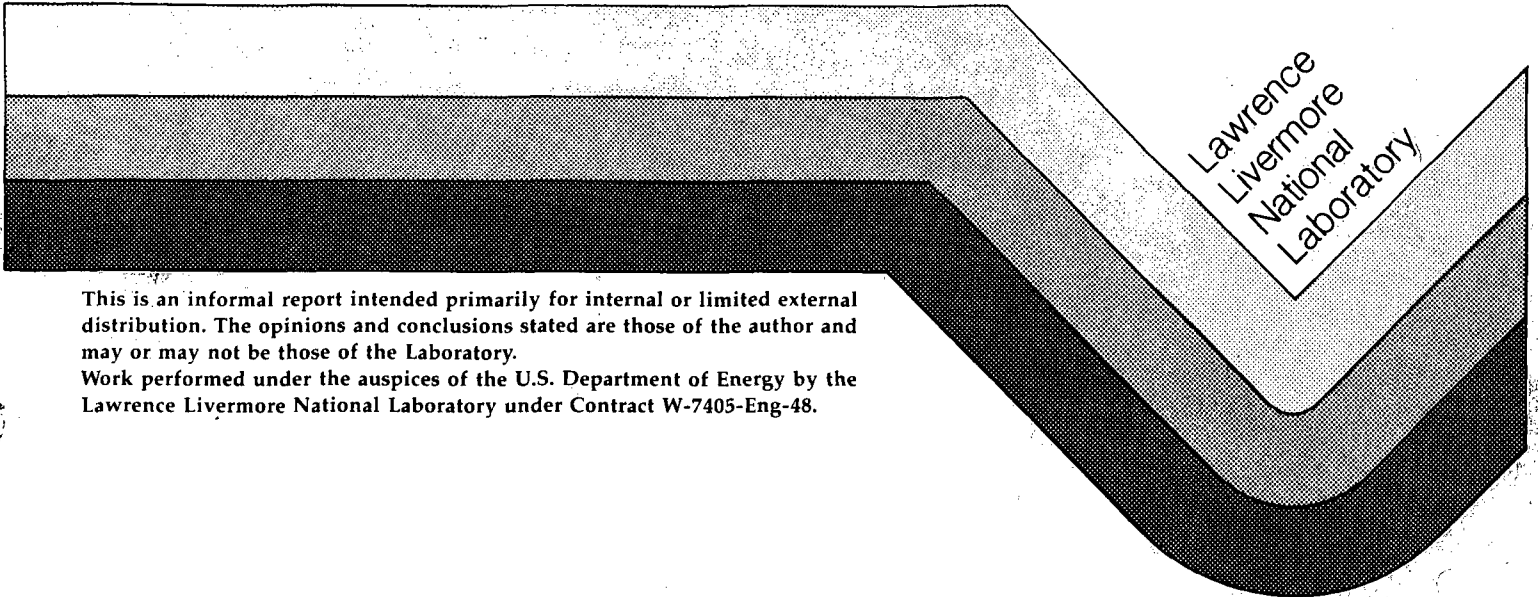 Lawrence
Livermore
National
Laboratory
This is an informal report intended primarily for internal or limited external
distribution. The opinions and conclusions stated are those of the author and
may or may not be those of the Laboratory.
Work performed under the auspices of the U.S. Department of Energy by the
Lawrence Livermore National Laboratory under Contract W-7405-Eng-48.